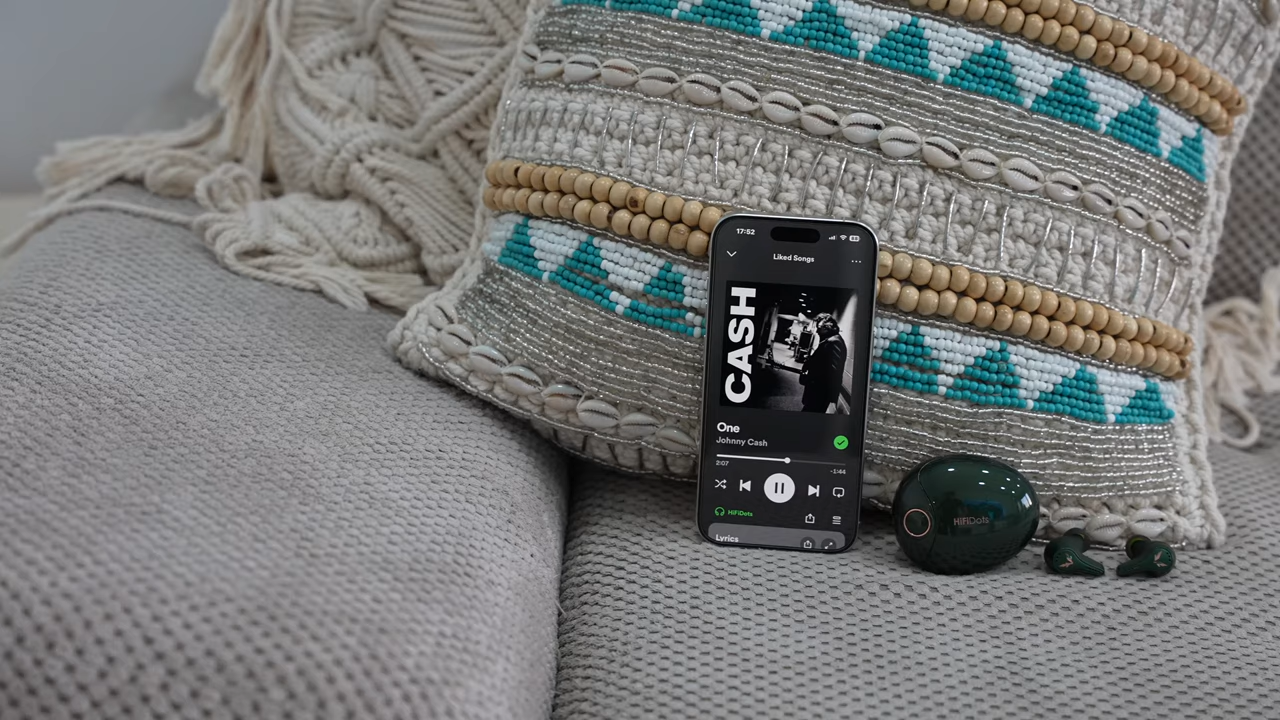 17:52
Liked Songs
CASH
One
Johnny Cash
2:07
-1:44
HiFiDots
Lyrics
HiFiDots